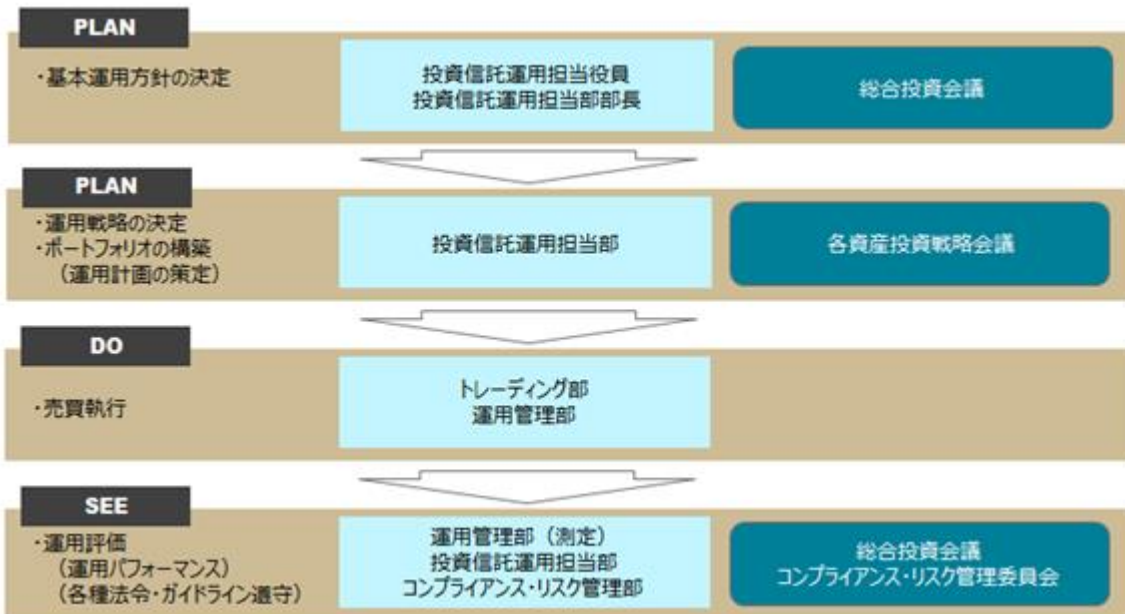 PLAN
・基本運用方針の決定
投資信託運用担当役員
投資信託運用担当部部長
総合投資会議
PLAN
・運用戦略の決定
・ポートフォリオの構築
（運用計画の策定）
投資信託運用担当部
各資産投資戦略会議
DO
・売買執行
トレーディング部
運用管理部
SEE
・運用評価
（運用パフォーマンス）
（各種法令・ガイドライン遵守）
運用管理部（測定）
投資信託運用担当部
コンプライアンス・リスク管理部
総合投資会議
コンプライアンス・リスク管理委員会